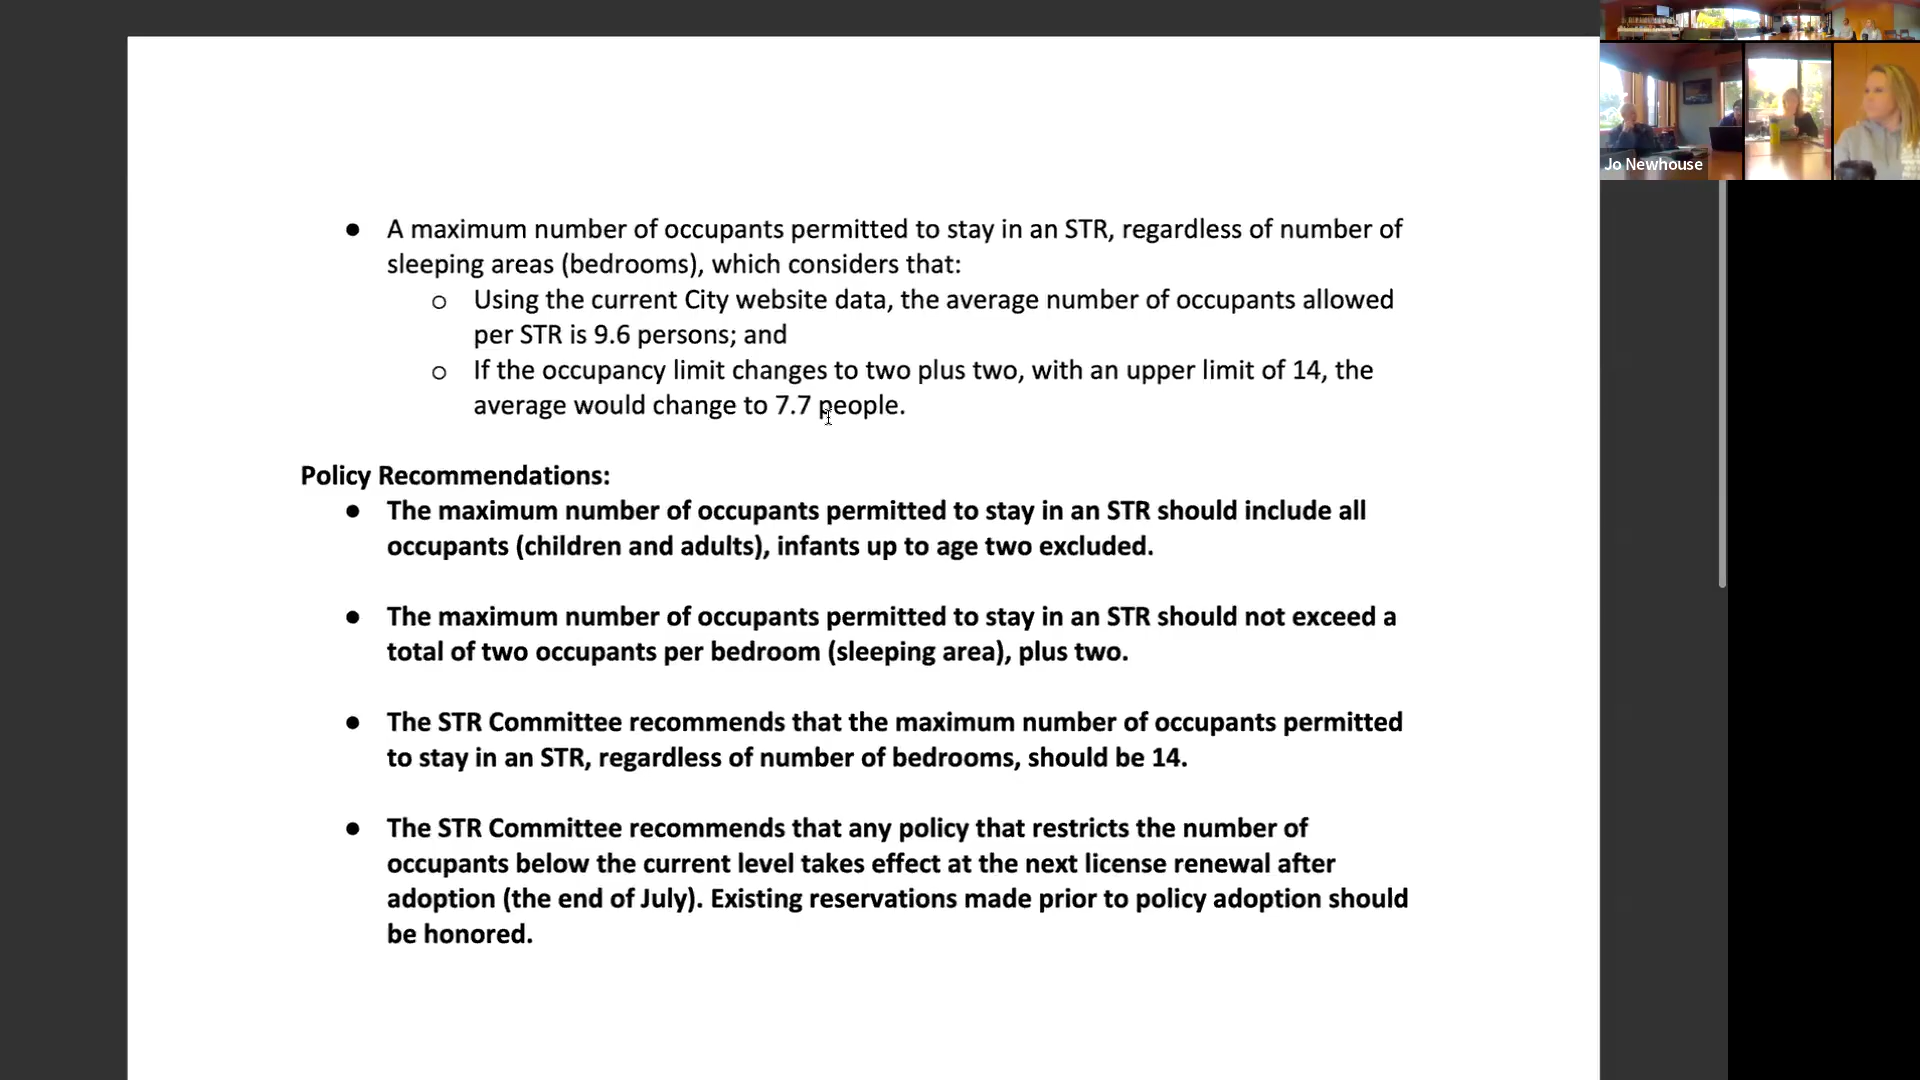 Jo Newhouse
● A maximum number of occupants permitted to stay in an STR, regardless of number of
sleeping areas (bedrooms), which considers that:
○ Using the current City website data, the average number of occupants allowed
per STR is 9.6 persons; and
○ If the occupancy limit changes to two plus two, with an upper limit of 14, the
average would change to 7.7 people.
Policy Recommendations:
● The maximum number of occupants permitted to stay in an STR should include all
occupants (children and adults), infants up to age two excluded.
● The maximum number of occupants permitted to stay in an STR should not exceed a
total of two occupants per bedroom (sleeping area), plus two.
● The STR Committee recommends that the maximum number of occupants permitted
to stay in an STR, regardless of number of bedrooms, should be 14.
● The STR Committee recommends that any policy that restricts the number of
occupants below the current level takes effect at the next license renewal after
adoption (the end of July). Existing reservations made prior to policy adoption should
be honored.